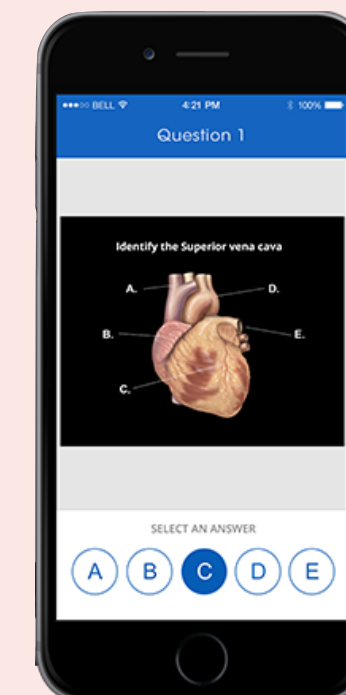 BELL 4:21 PM 100%
Question 1
Identify the Superior vena cava
A. D.
B. E.
C.
SELECT AN ANSWER
A B C D E